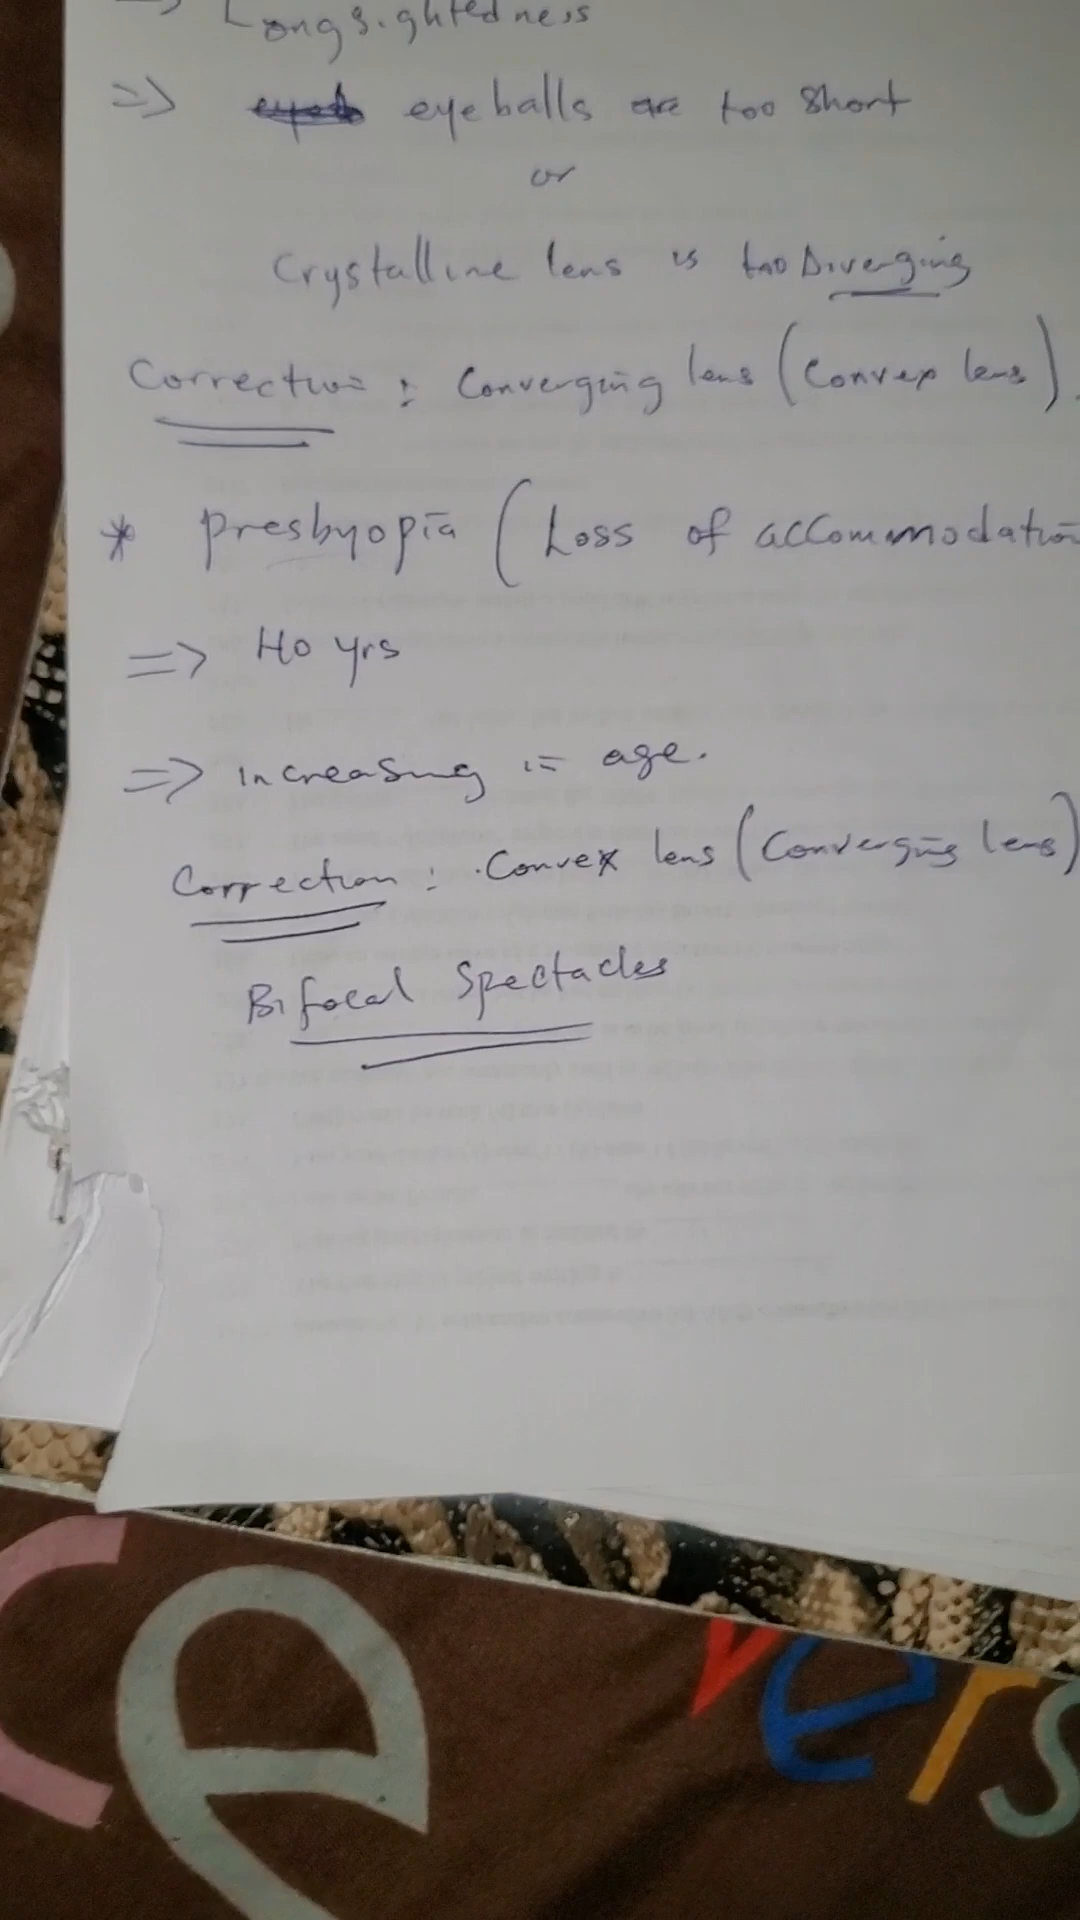 => Longsightedness
=> eyeballs are too short
or
Crystalline lens is too Diverging
Correction : Converging lens (Convex lens).
* Presbyopia (Loss of accommodation
=> 40 yrs
=> increasing in age.
Correction : Convex lens (Converging lens)
Bifocal Spectacles
e vers